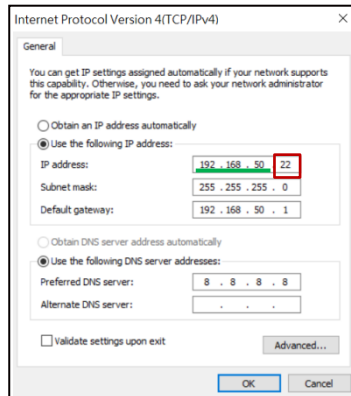 Internet Protocol Version 4(TCP/IPv4)
General
You can get IP settings assigned automatically if your network supports
this capability. Otherwise, you need to ask your network administrator
for the appropriate IP settings.
Obtain an IP address automatically
Use the following IP address:
IP address: 192 . 168 . 50 . 22
Subnet mask: 255 . 255 . 255 . 0
Default gateway: 192 . 168 . 50 . 1
Obtain DNS server address automatically
Use the following DNS server addresses:
Preferred DNS server: 8 . 8 . 8 . 8
Alternate DNS server: . . .
Validate settings upon exit
Advanced...
OK Cancel